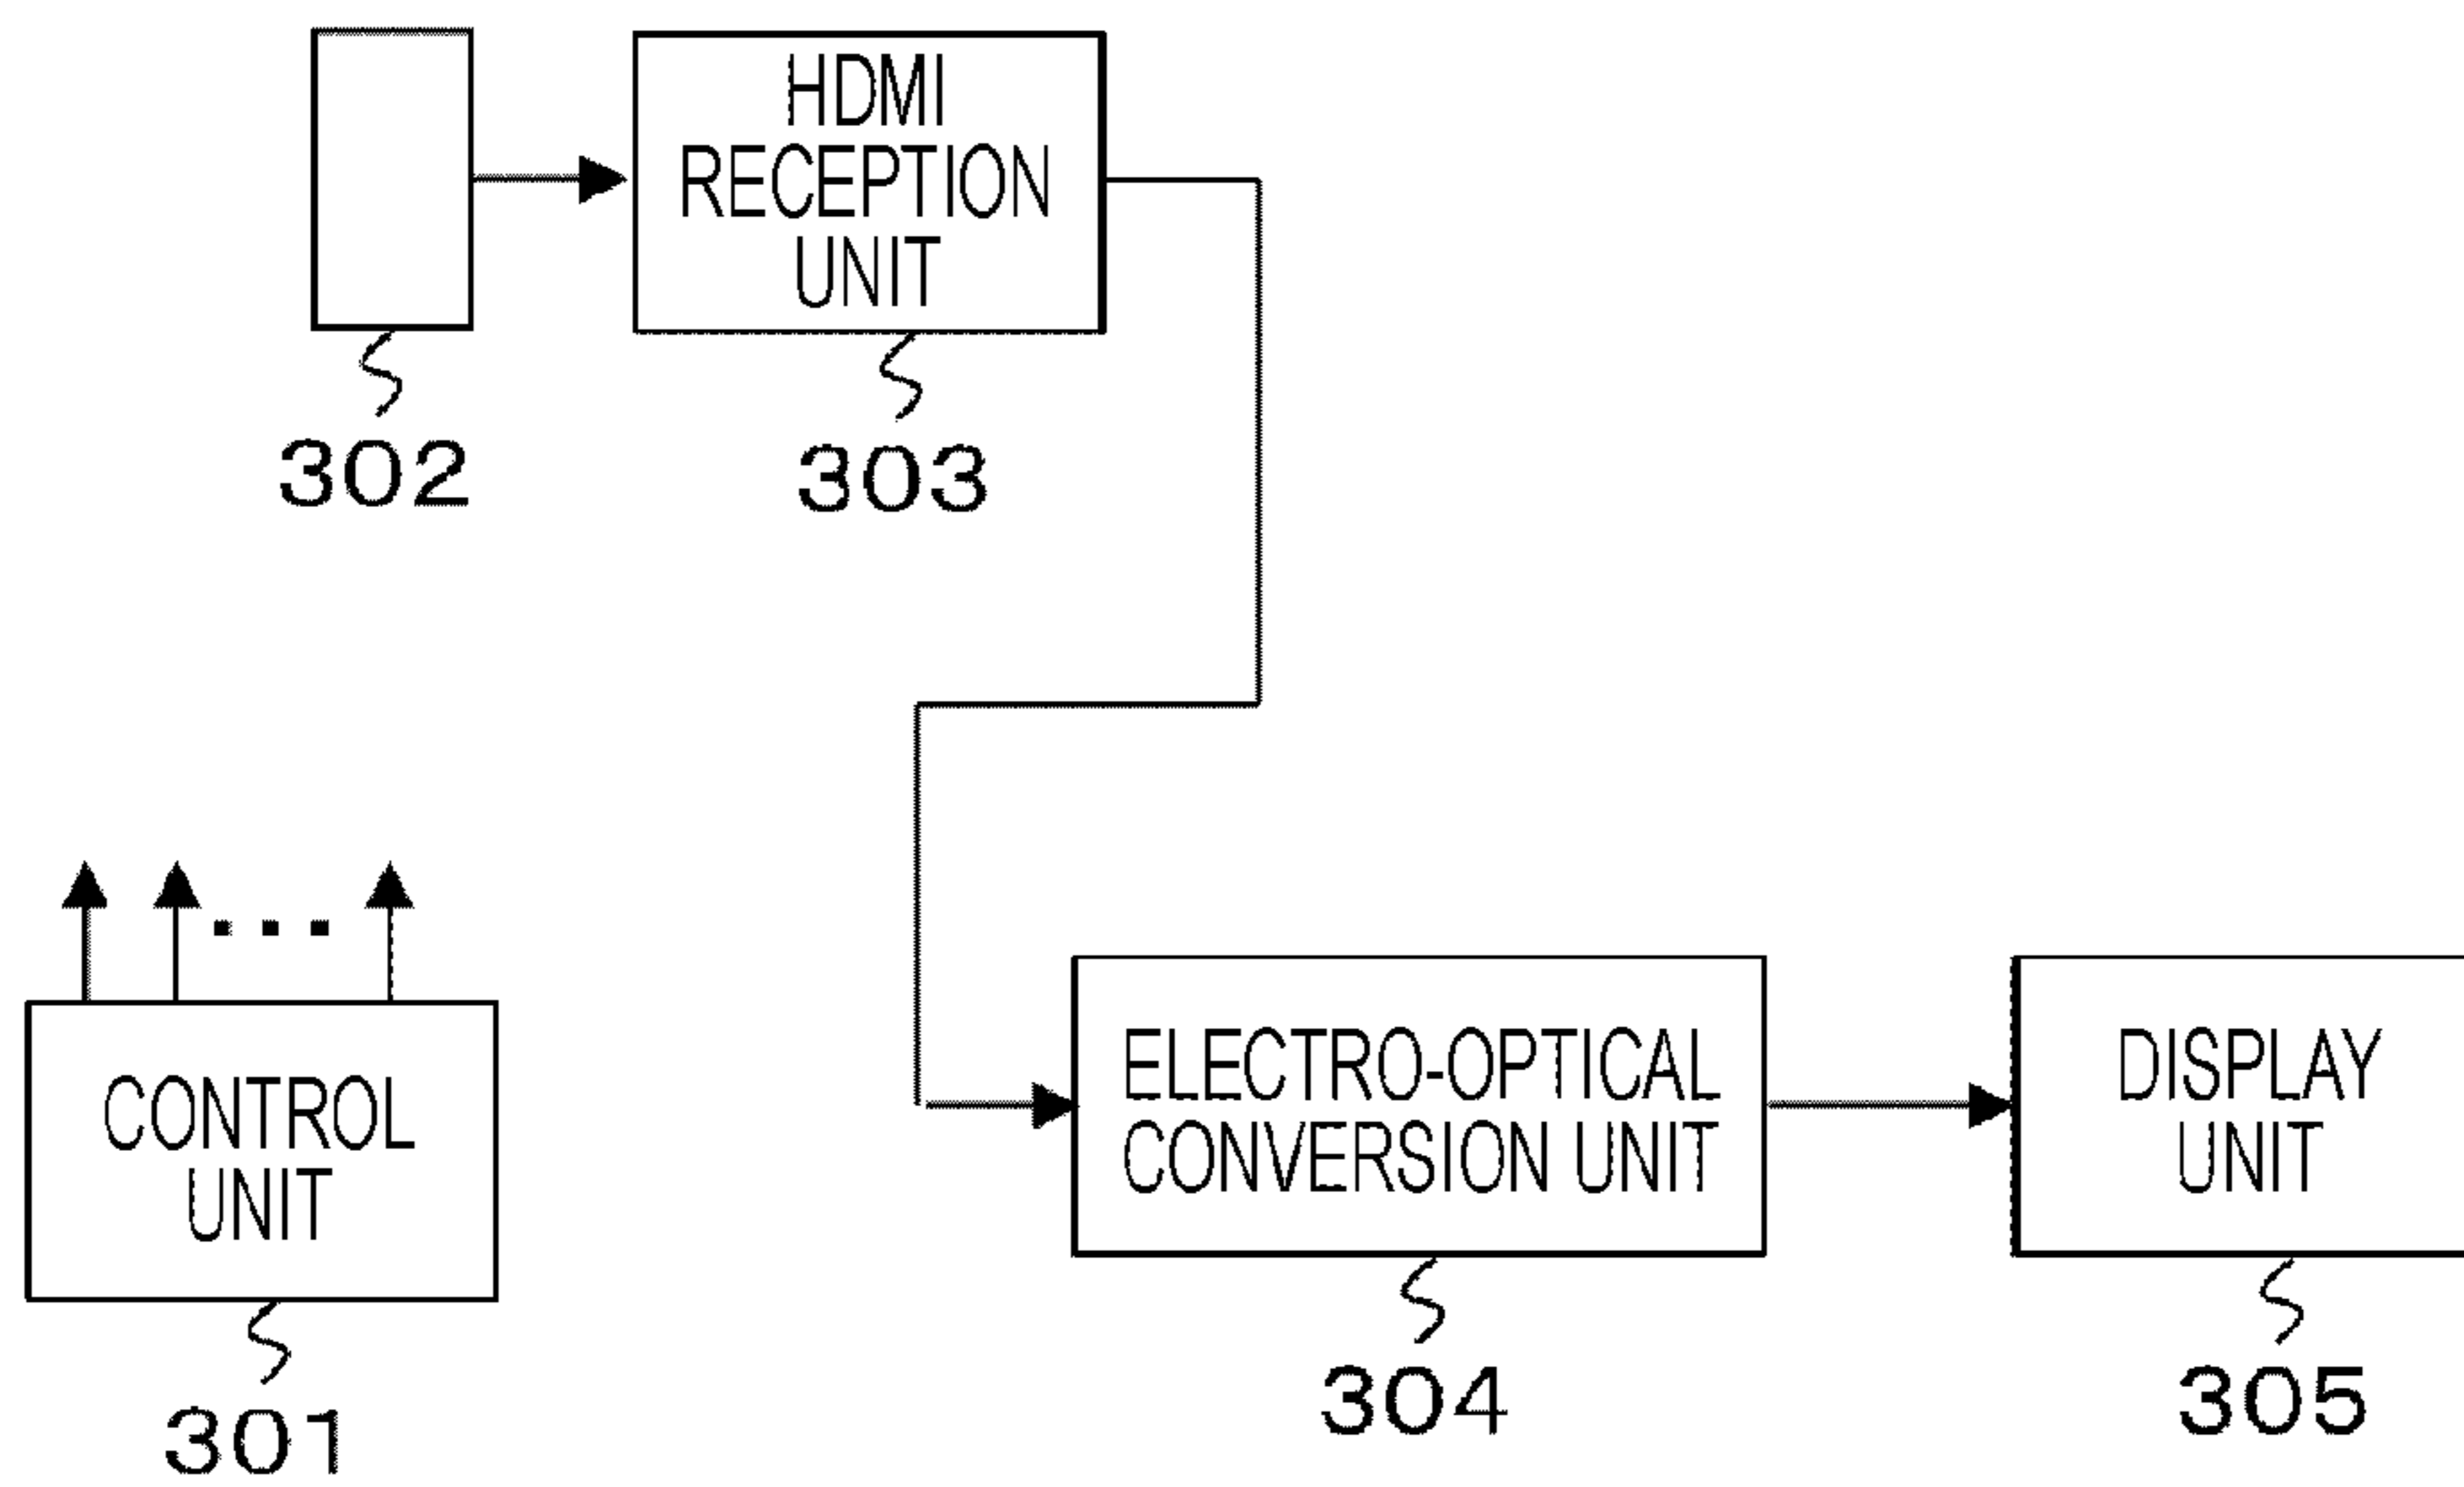 HDMI
RECEPTION
UNIT
302
303
CONTROL
UNIT
301
ELECTRO-OPTICAL
CONVERSION UNIT
304
DISPLAY
UNIT
305